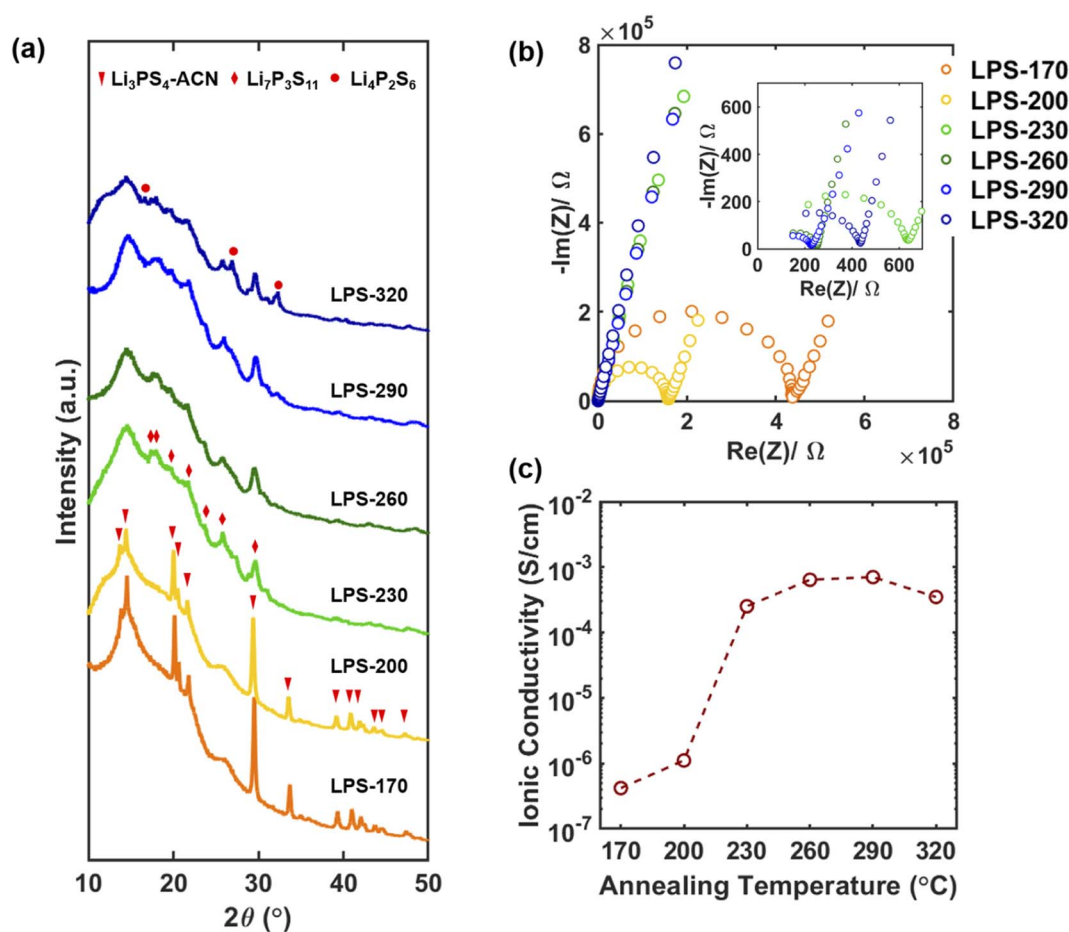 (a)
Li₃PS₄-ACN Li₇P₃S₁₁ Li₄P₂S₆
LPS-320
LPS-290
LPS-260
LPS-230
LPS-200
LPS-170
Intensity (a.u.)
10 20 30 40 50
2θ (°)
(b)
×10⁵
8
6
4
2
0
-Im(Z)/ Ω
0 2 4 6 8
Re(Z)/ Ω
×10⁵
600
400
200
0
-Im(Z)/ Ω
0 200 400 600
Re(Z)/ Ω
LPS-170
LPS-200
LPS-230
LPS-260
LPS-290
LPS-320
(c)
10⁻²
10⁻³
10⁻⁴
10⁻⁵
10⁻⁶
10⁻⁷
Ionic Conductivity (S/cm)
170 200 230 260 290 320
Annealing Temperature (°C)